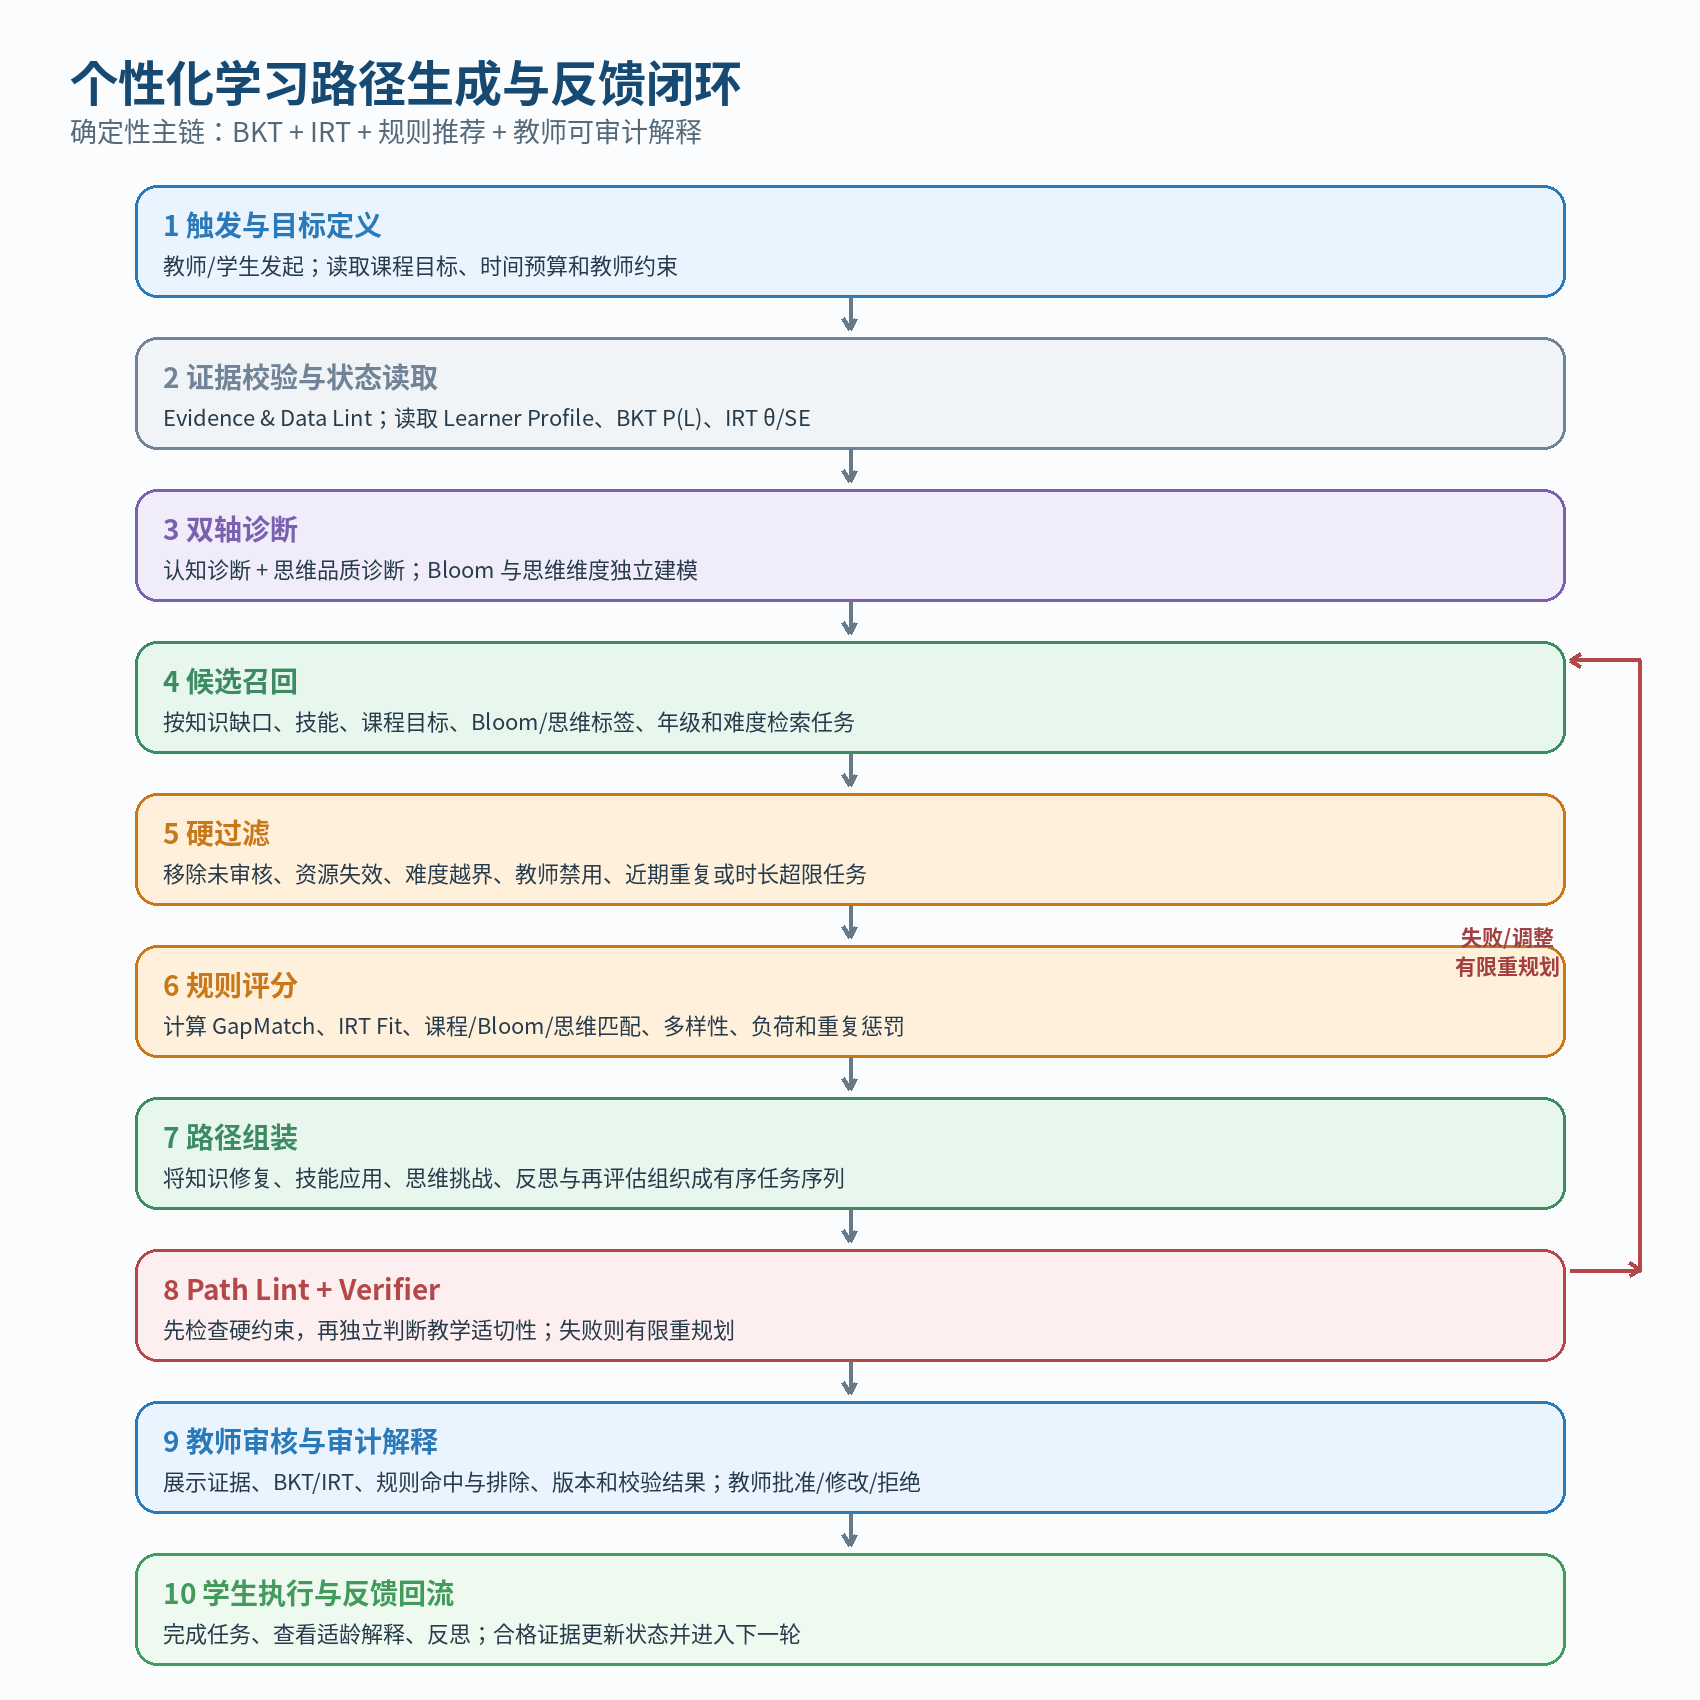 个性化学习路径生成与反馈闭环
确定性主链：BKT + IRT + 规则推荐 + 教师可审计解释
1 触发与目标定义
教师/学生发起；读取课程目标、时间预算和教师约束
2 证据校验与状态读取
Evidence & Data Lint；读取 Learner Profile、BKT P(L)、IRT θ/SE
3 双轴诊断
认知诊断 + 思维品质诊断；Bloom 与思维维度独立建模
4 候选召回
按知识缺口、技能、课程目标、Bloom/思维标签、年级和难度检索任务
5 硬过滤
移除未审核、资源失效、难度越界、教师禁用、近期重复或时长超限任务
失败/调整
有限重规划
6 规则评分
计算 GapMatch、IRT Fit、课程/Bloom/思维匹配、多样性、负荷和重复惩罚
7 路径组装
将知识修复、技能应用、思维挑战、反思与再评估组织成有序任务序列
8 Path Lint + Verifier
先检查硬约束，再独立判断教学适切性；失败则有限重规划
9 教师审核与审计解释
展示证据、BKT/IRT、规则命中与排除、版本和校验结果；教师批准/修改/拒绝
10 学生执行与反馈回流
完成任务、查看适龄解释、反思；合格证据更新状态并进入下一轮